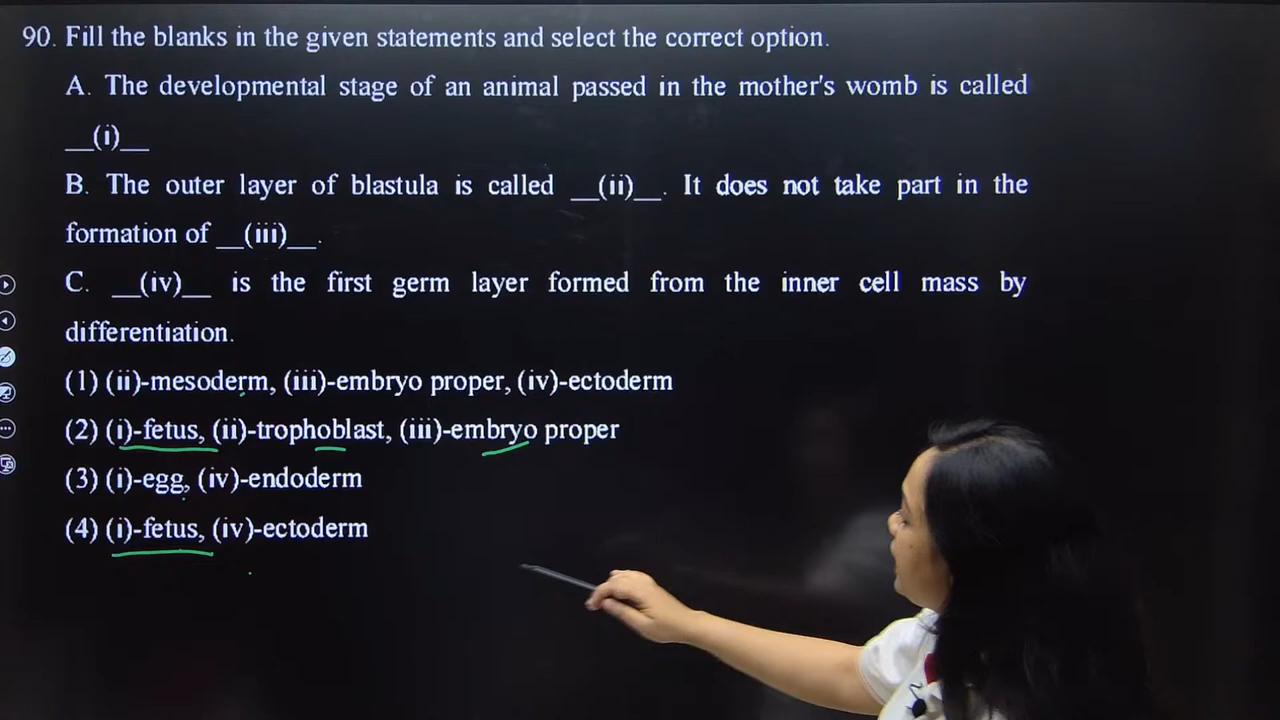 90. Fill the blanks in the given statements and select the correct option.
A. The developmental stage of an animal passed in the mother's womb is called
__(i)__
B. The outer layer of blastula is called __(ii)__. It does not take part in the
formation of __(iii)__.
C. __(iv)__ is the first germ layer formed from the inner cell mass by
differentiation.
(1) (ii)-mesoderm, (iii)-embryo proper, (iv)-ectoderm
(2) (i)-fetus, (ii)-trophoblast, (iii)-embryo proper
(3) (i)-egg, (iv)-endoderm
(4) (i)-fetus, (iv)-ectoderm